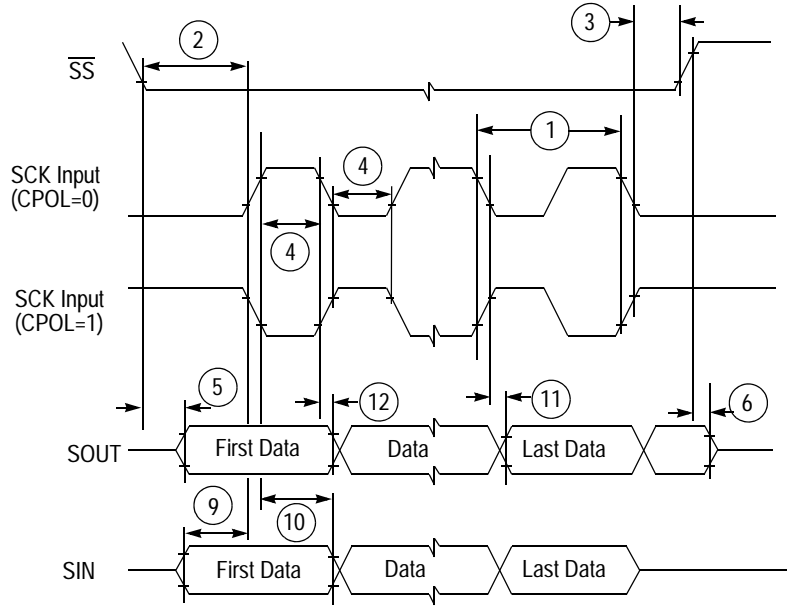 2
3
SS
1
SCK Input
(CPOL=0)
4
4
SCK Input
(CPOL=1)
5
12
11
6
SOUT
First Data
Data
Last Data
9
10
SIN
First Data
Data
Last Data